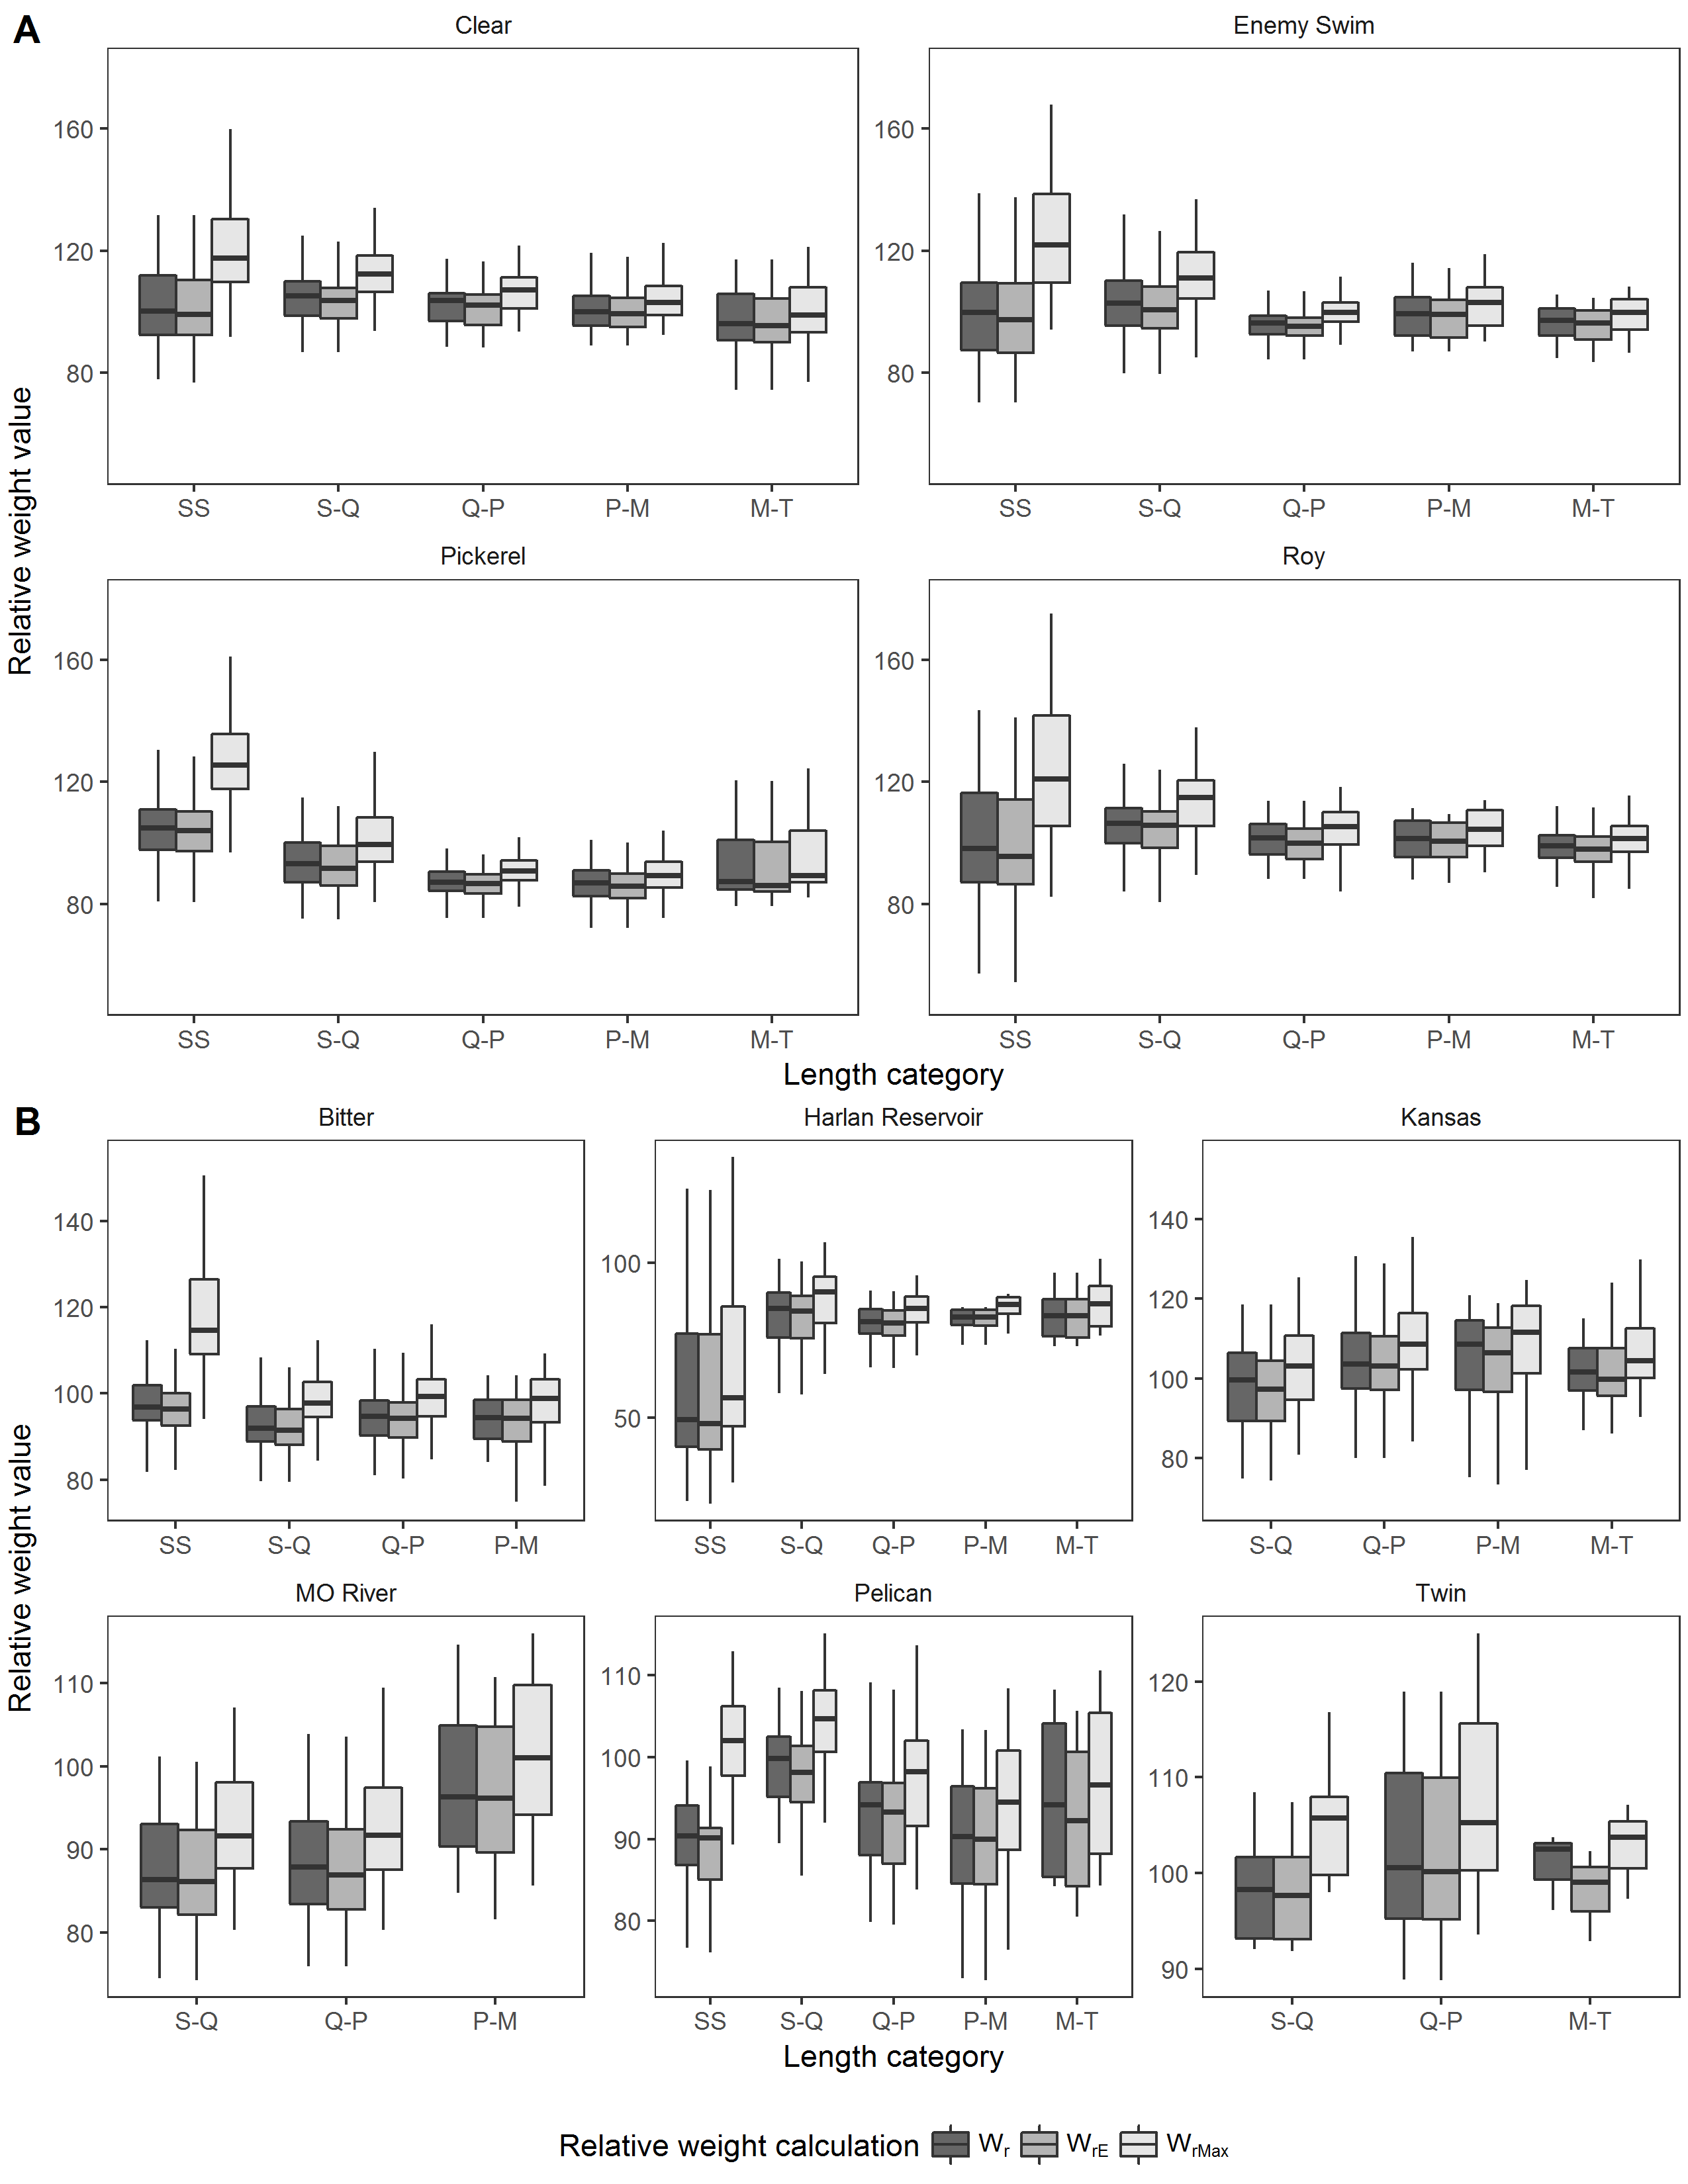 A
Clear
Enemy Swim
Relative weight value
160
120
80
SS S-Q Q-P P-M M-T
160
120
80
SS S-Q Q-P P-M M-T
Pickerel
Roy
160
120
80
SS S-Q Q-P P-M M-T
160
120
80
SS S-Q Q-P P-M M-T
Length category
B
Bitter
Harlan Reservoir
Kansas
Relative weight value
140
120
100
80
SS S-Q Q-P P-M
100
50
SS S-Q Q-P P-M M-T
140
120
100
80
S-Q Q-P P-M M-T
MO River
Pelican
Twin
110
100
90
80
S-Q Q-P P-M
110
100
90
80
SS S-Q Q-P P-M M-T
120
110
100
90
S-Q Q-P M-T
Length category
Relative weight calculation Wr WrE WrMax